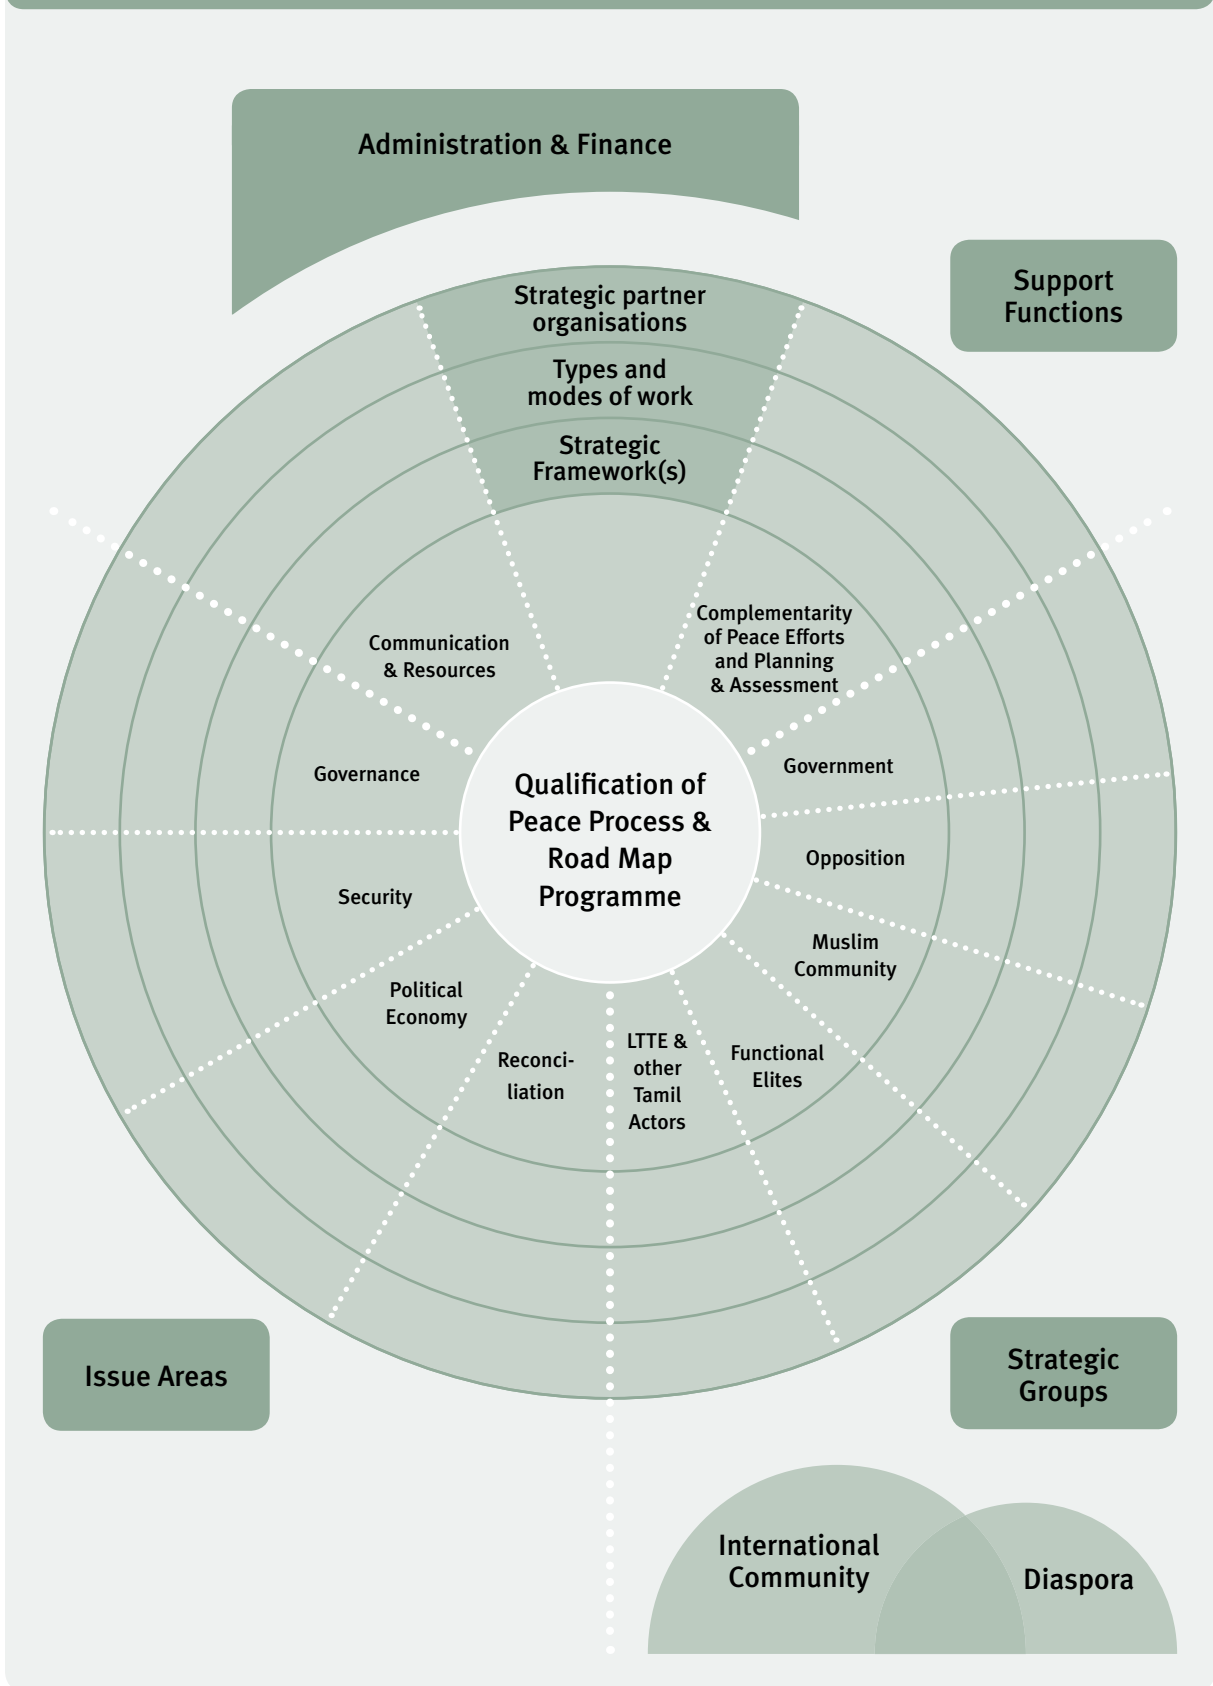 Administration & Finance
Support
Functions
Strategic partner
organisations
Types and
modes of work
Strategic
Framework(s)
Complementarity
of Peace Efforts
and Planning
& Assessment
Communication
& Resources
Governance
Government
Qualification of
Peace Process &
Road Map
Programme
Opposition
Security
Muslim
Community
Political
Economy
Functional
Elites
LTTE &
other
Tamil
Actors
Reconci-
liation
Issue Areas
Strategic
Groups
International
Community
Diaspora